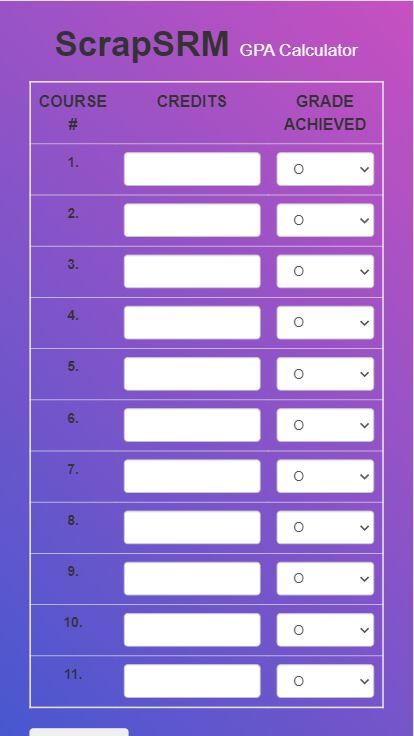 ScrapSRM GPA Calculator
COURSE # CREDITS GRADE ACHIEVED
1. O
2. O
3. O
4. O
5. O
6. O
7. O
8. O
9. O
10. O
11. O